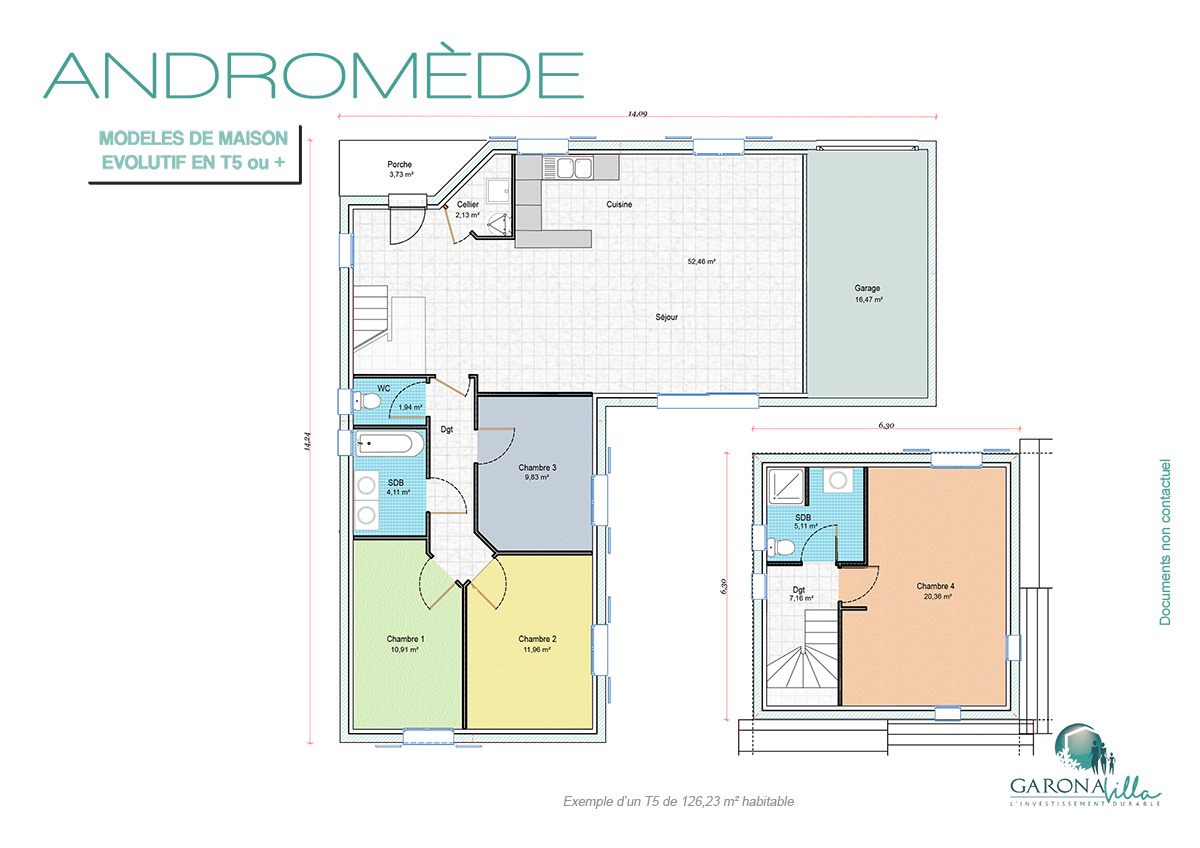 ANDROMÈDE
MODELES DE MAISON
EVOLUTIF EN T5 ou +
14,09
Porche
3,73 m²
Cellier
2,13 m²
Cuisine
52,46 m²
Séjour
Garage
16,47 m²
14,24
WC
1,94 m²
Dgt
SDB
4,11 m²
Chambre 3
9,83 m²
Chambre 1
10,91 m²
Chambre 2
11,96 m²
6,30
6,30
SDB
5,11 m²
Dgt
7,16 m²
Chambre 4
20,36 m²
Documents non contactuel
GARONA Villa
L'INVESTISSEMENT DURABLE
Exemple d'un T5 de 126,23 m² habitable